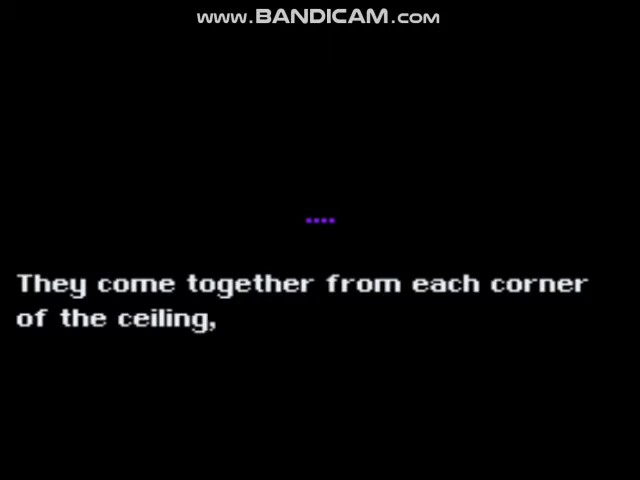 www.BANDICAM.com
....
They come together from each corner
of the ceiling,